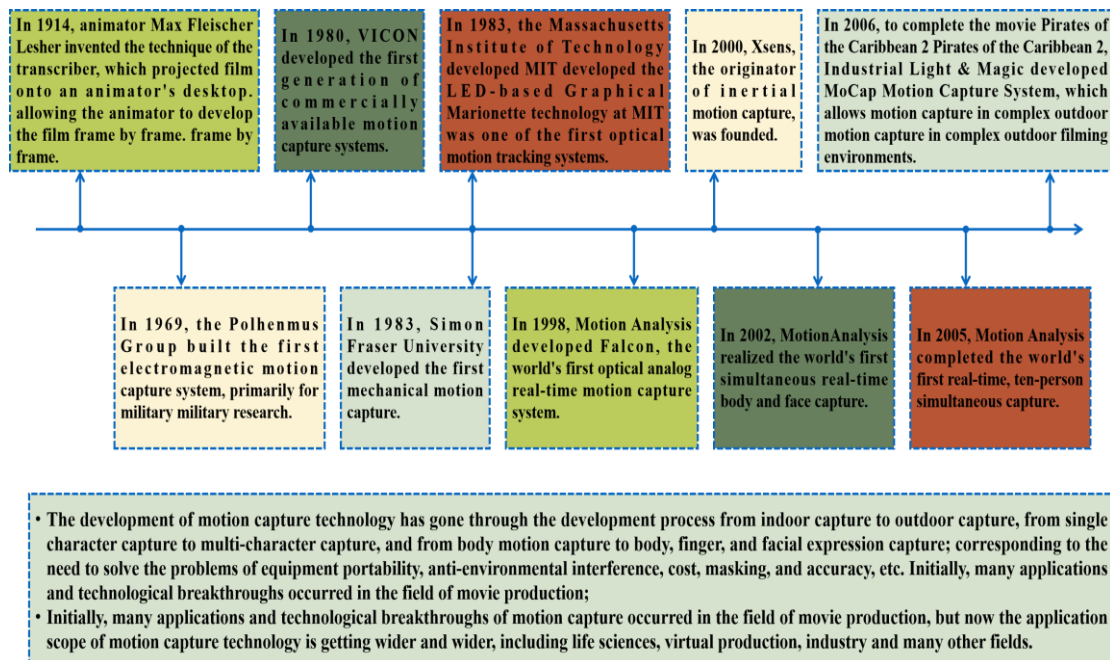 In 1914, animator Max Fleischer
Lesher invented the technique of the
transcriber, which projected film
onto an animator's desktop.
allowing the animator to develop
the film frame by frame. frame by
frame.
In 1980, VICON
developed the first
generation of
commercially
available motion
capture systems.
In 1983, the Massachusetts
Institute of Technology
developed MIT developed the
LED-based Graphical
Marionette technology at MIT
was one of the first optical
motion tracking systems.
In 2000, Xsens,
the originator
of inertial
motion capture,
was founded.
In 2006, to complete the movie Pirates of
the Caribbean 2 Pirates of the Caribbean 2,
Industrial Light & Magic developed
MoCap Motion Capture System, which
allows motion capture in complex outdoor
motion capture in complex outdoor filming
environments.
In 1969, the Polhenmus
Group built the first
electromagnetic motion
capture system, primarily for
military military research.
In 1983, Simon
Fraser University
developed the first
mechanical motion
capture.
In 1998, Motion Analysis
developed Falcon, the
world's first optical analog
real-time motion capture
system.
In 2002, MotionAnalysis
realized the world's first
simultaneous real-time
body and face capture.
In 2005, Motion Analysis
completed the world's
first real-time, ten-person
simultaneous capture.
• The development of motion capture technology has gone through the development process from indoor capture to outdoor capture, from single
character capture to multi-character capture, and from body motion capture to body, finger, and facial expression capture; corresponding to the
need to solve the problems of equipment portability, anti-environmental interference, cost, masking, and accuracy, etc. Initially, many applications
and technological breakthroughs occurred in the field of movie production;
• Initially, many applications and technological breakthroughs of motion capture occurred in the field of movie production, but now the application
scope of motion capture technology is getting wider and wider, including life sciences, virtual production, industry and many other fields.